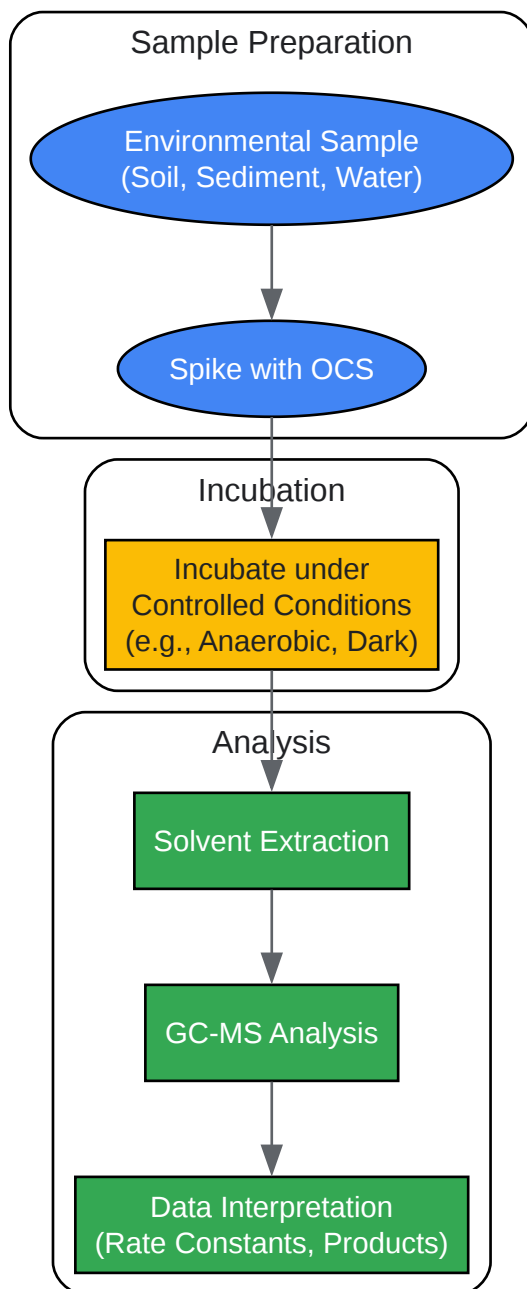 Sample Preparation
Environmental Sample
(Soil, Sediment, Water)
Spike with OCS
Incubation
Incubate under
Controlled Conditions
(e.g., Anaerobic, Dark)
Analysis
Solvent Extraction
GC-MS Analysis
Data Interpretation
(Rate Constants, Products)